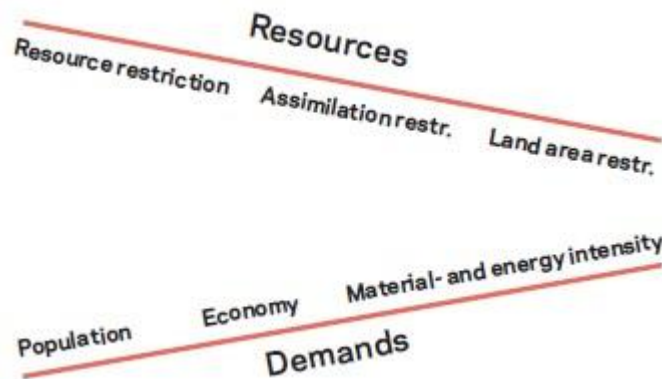 Resources
Resource restriction
Assimilation restr.
Land area restr.
Population
Economy
Material- and energy intensity
Demands